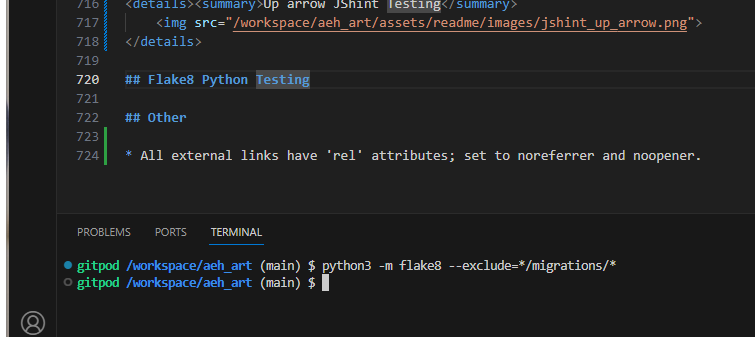 716 <details><summary>Up arrow JShint Testing</summary>
717 <img src="/workspace/aeh_art/assets/readme/images/jshint_up_arrow.png">
718 </details>
719
720 ## Flake8 Python Testing
721
722 ## Other
723
724 * All external links have 'rel' attributes; set to noreferrer and noopener.
PROBLEMS PORTS TERMINAL
gitpod /workspace/aeh_art (main) $ python3 -m flake8 --exclude=*/migrations/*
gitpod /workspace/aeh_art (main) $